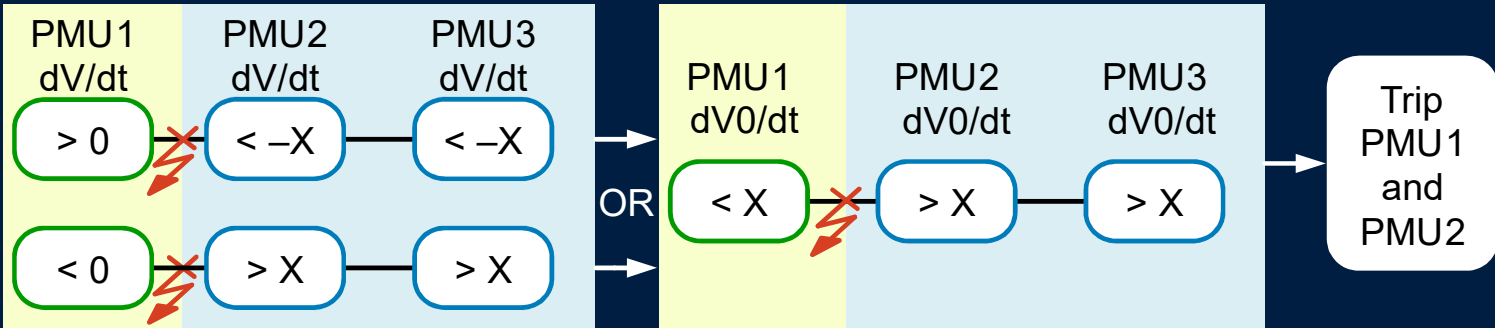 PMU1 PMU2 PMU3
dV/dt dV/dt dV/dt
> 0 < –X < –X
< 0 > X > X
OR
PMU1 PMU2 PMU3
dV0/dt dV0/dt dV0/dt
< X > X > X
Trip
PMU1
and
PMU2